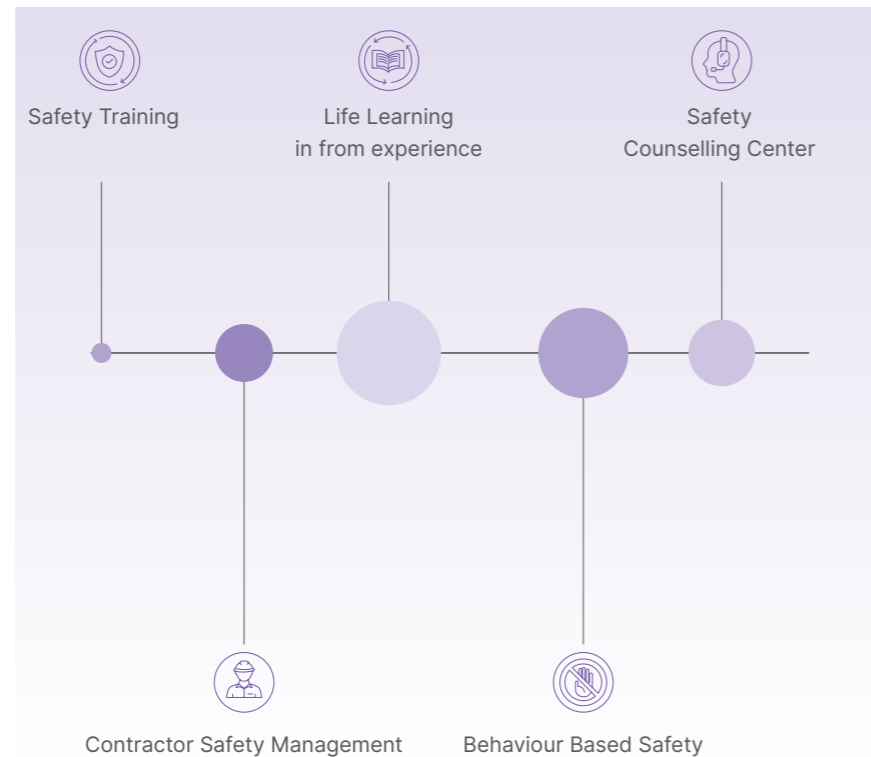 Safety Training
Life Learning
in from experience
Safety
Counselling Center
Contractor Safety Management
Behaviour Based Safety